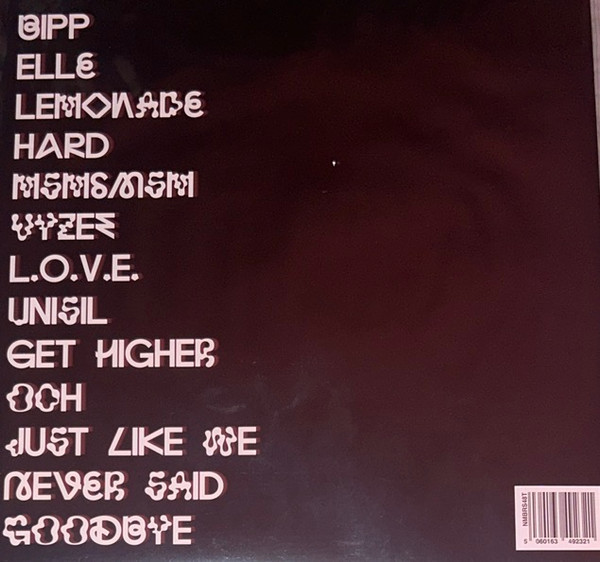 BIPP
ELLE
LEMONADE
HARD
MSMSMSM
VYZEE
L.O.V.E.
UNISIL
GET HIGHER
OOH
JUST LIKE WE
NEVER SAID
GOODBYE
NMBRS48T
5 060163 492321